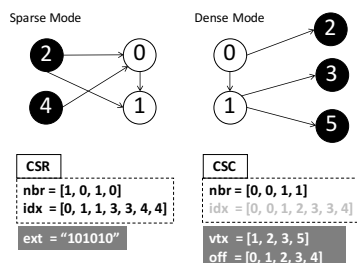 Sparse Mode
2
0
4
1
CSR
nbr = [1, 0, 1, 0]
idx = [0, 1, 1, 3, 3, 4, 4]
ext = “101010”
Dense Mode
2
0
3
1
5
CSC
nbr = [0, 0, 1, 1]
idx = [0, 0, 1, 2, 3, 3, 4]
vtx = [1, 2, 3, 5]
off = [0, 1, 2, 3, 4]